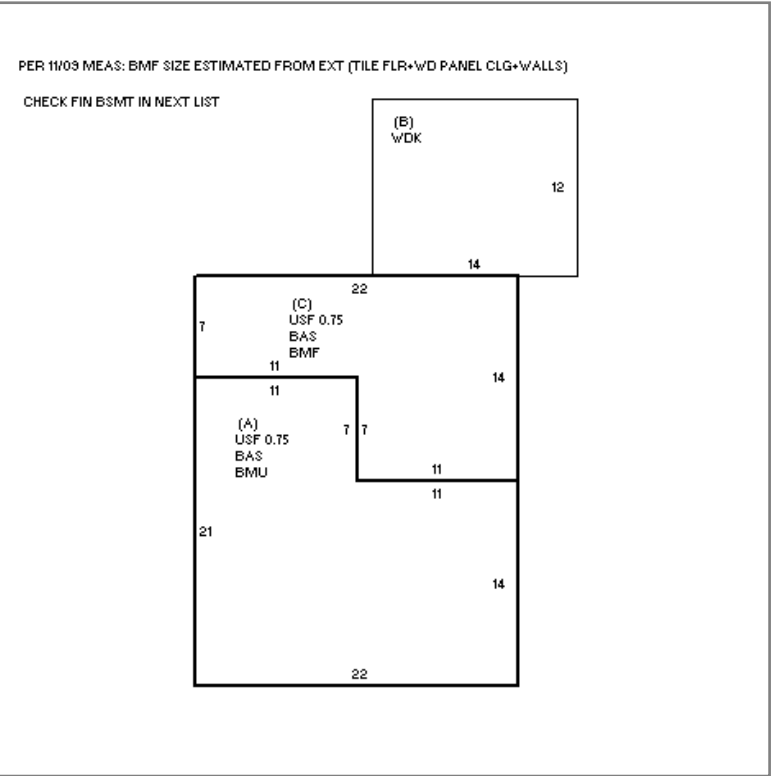 PER 11/09 MEAS: BMF SIZE ESTIMATED FROM EXT (TILE FLR+WD PANEL CLG+WALLS)
CHECK FIN BSMT IN NEXT LIST
(B)
WDK
12
14
22
(C)
USF 0.75
BAS
BMF
7
11
14
11
(A)
USF 0.75
BAS
BMU
7 7
11
11
21
14
22